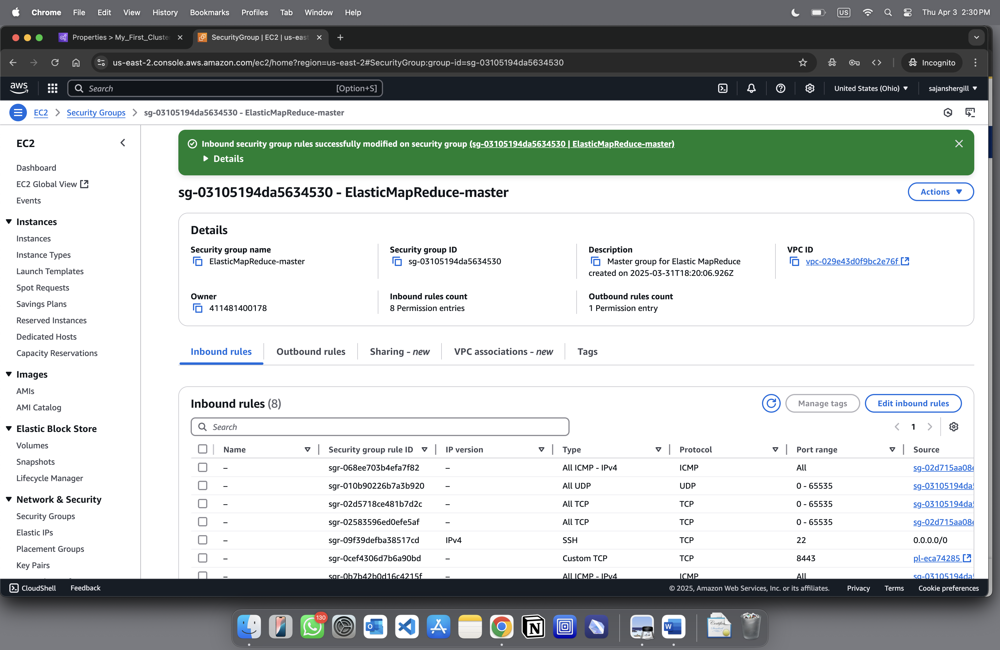 Chrome File Edit View History Bookmarks Profiles Tab Window Help US Thu Apr 3 2:30 PM
Properties > My_First_Cluste SecurityGroup | EC2 | us-east
us-east-2.console.aws.amazon.com/ec2/home?region=us-east-2#SecurityGroup:group-id=sg-03105194da5634530 Incognito
aws Search [Option+S] United States (Ohio) sajanshergill
EC2 Security Groups sg-03105194da5634530 - ElasticMapReduce-master
EC2
Dashboard
EC2 Global View
Events
Instances
Instances
Instance Types
Launch Templates
Spot Requests
Savings Plans
Reserved Instances
Dedicated Hosts
Capacity Reservations
Images
AMIs
AMI Catalog
Elastic Block Store
Volumes
Snapshots
Lifecycle Manager
Network & Security
Security Groups
Elastic IPs
Placement Groups
Key Pairs
Inbound security group rules successfully modified on security group (sg-03105194da5634530 | ElasticMapReduce-master)
Details
sg-03105194da5634530 - ElasticMapReduce-master
Actions
Details
Security group name
ElasticMapReduce-master
Security group ID
sg-03105194da5634530
Description
Master group for Elastic MapReduce
created on 2025-03-31T18:20:06.926Z
VPC ID
vpc-029e43d0f9bc2e76f
Owner
411481400178
Inbound rules count
8 Permission entries
Outbound rules count
1 Permission entry
Inbound rules Outbound rules Sharing - new VPC associations - new Tags
Inbound rules (8)
Manage tags Edit inbound rules
Search
1
Name Security group rule ID IP version Type Protocol Port range Source
– sgr-068ee703b4efa7f82 – All ICMP - IPv4 ICMP All sg-02d715aa08e
– sgr-010b90226b7a3b920 – All UDP UDP 0 - 65535 sg-03105194da5
– sgr-02d5718ce481b7d2c – All TCP TCP 0 - 65535 sg-03105194da5
– sgr-02583596ed0efe5af – All TCP TCP 0 - 65535 sg-02d715aa08e
– sgr-09f39defba38517cd IPv4 SSH TCP 22 0.0.0.0/0
– sgr-0cef4306d7b6a90bd – Custom TCP TCP 8443 pl-eca74285
– sgr-0b7b42b0d16c4215f – All ICMP - IPv4 ICMP All sg-03105194da5
CloudShell Feedback © 2025, Amazon Web Services, Inc. or its affiliates. Privacy Terms Cookie preferences
130